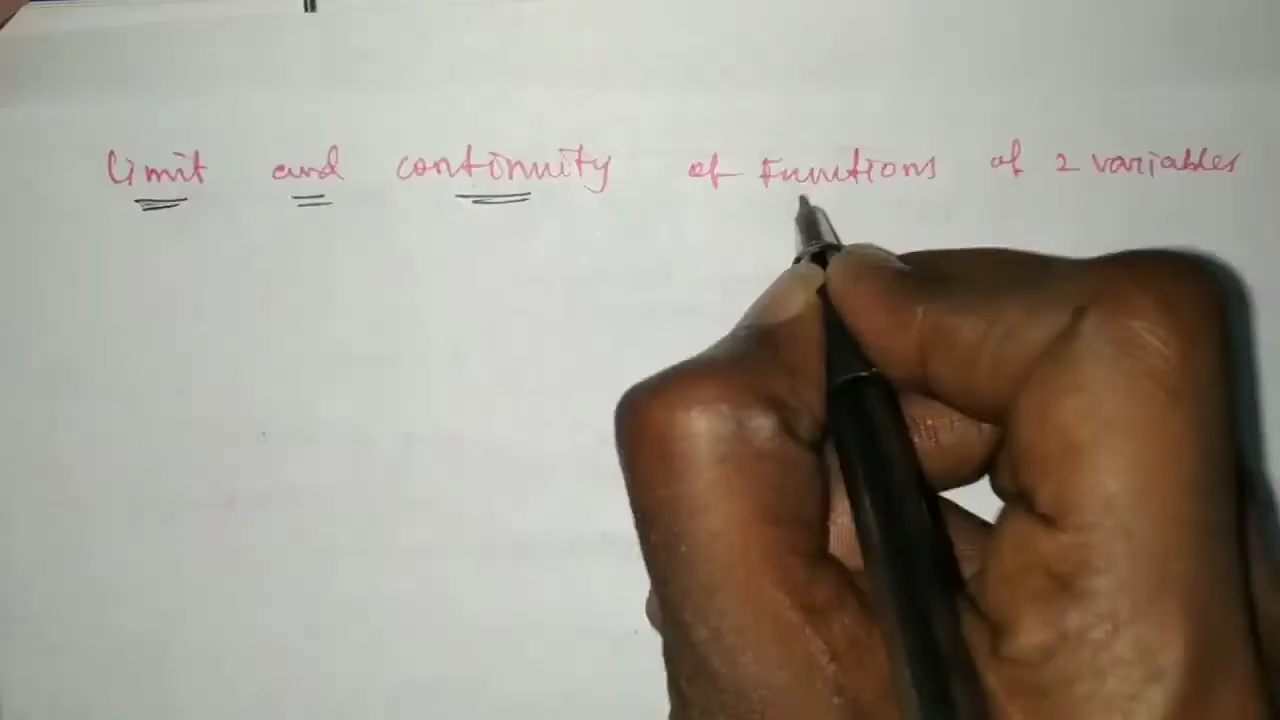 Limit and continuity of Functions of 2 variables